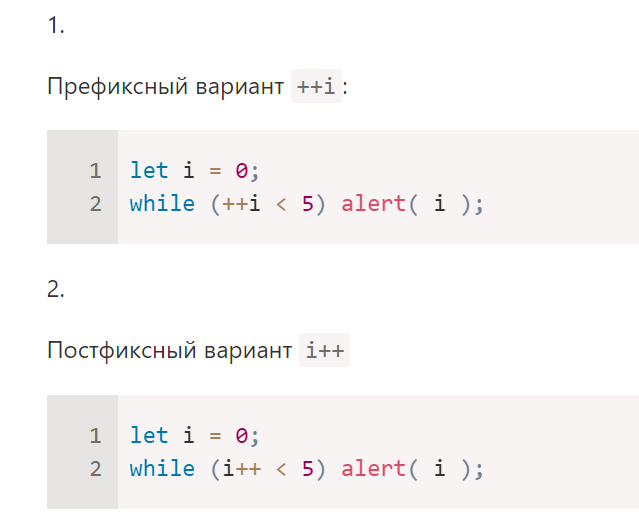 1.
Префиксный вариант ++i:
1 let i = 0;
2 while (++i < 5) alert( i );
2.
Постфиксный вариант i++
1 let i = 0;
2 while (i++ < 5) alert( i );